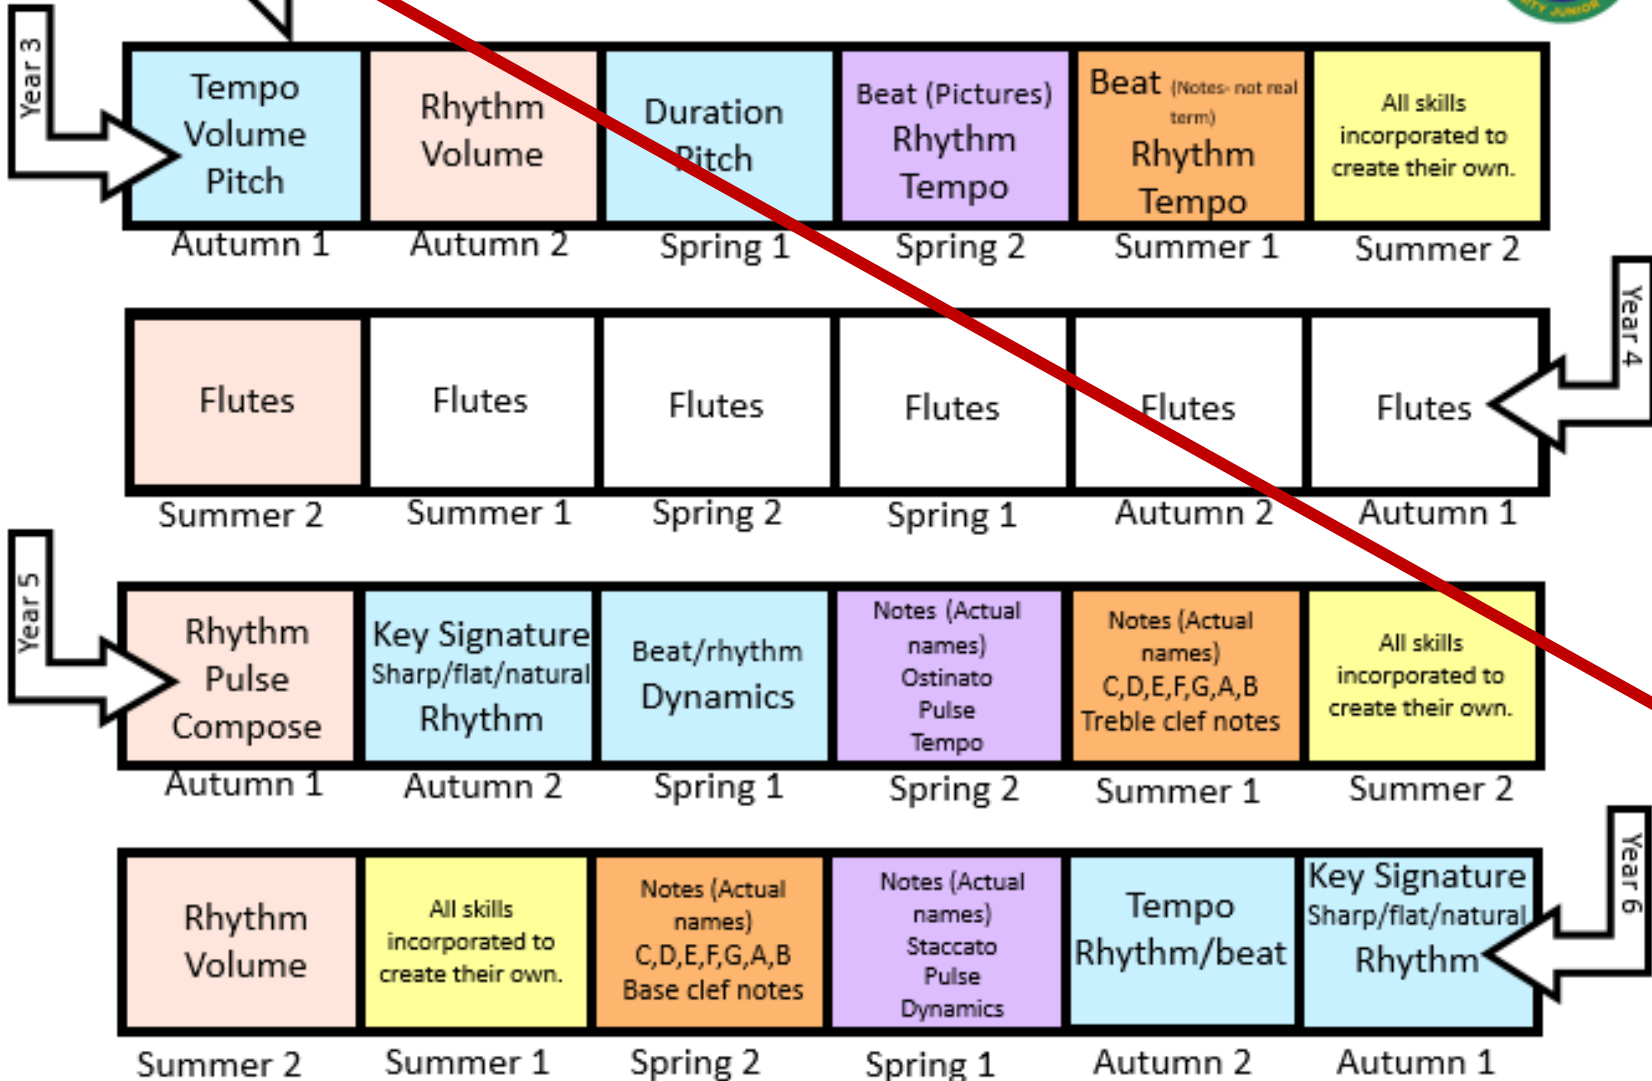 ITY JUNIOR
Year 3
Tempo
Volume
Pitch
Rhythm
Volume
Duration
Pitch
Beat (Pictures)
Rhythm
Tempo
Beat (Notes- not real
term)
Rhythm
Tempo
All skills
incorporated to
create their own.
Autumn 1
Autumn 2
Spring 1
Spring 2
Summer 1
Summer 2
Year 4
Flutes
Flutes
Flutes
Flutes
Flutes
Flutes
Summer 2
Summer 1
Spring 2
Spring 1
Autumn 2
Autumn 1
Year 5
Rhythm
Pulse
Compose
Key Signature
Sharp/flat/natural
Rhythm
Beat/rhythm
Dynamics
Notes (Actual
names)
Ostinato
Pulse
Tempo
Notes (Actual
names)
C,D,E,F,G,A,B
Treble clef notes
All skills
incorporated to
create their own.
Autumn 1
Autumn 2
Spring 1
Spring 2
Summer 1
Summer 2
Year 6
Rhythm
Volume
All skills
incorporated to
create their own.
Notes (Actual
names)
C,D,E,F,G,A,B
Base clef notes
Notes (Actual
names)
Staccato
Pulse
Dynamics
Tempo
Rhythm/beat
Key Signature
Sharp/flat/natural
Rhythm
Summer 2
Summer 1
Spring 2
Spring 1
Autumn 2
Autumn 1